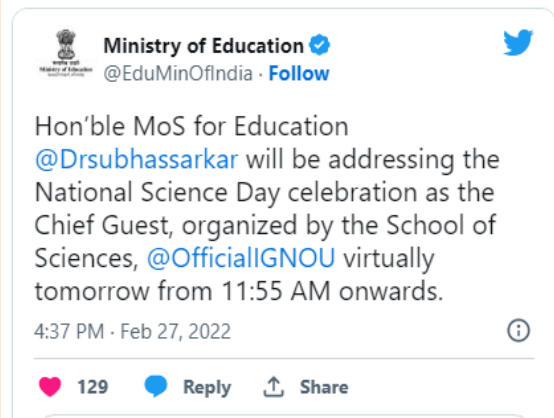 Ministry of Education
@EduMinOfIndia · Follow
Hon'ble MoS for Education
@Drsubhassarkar will be addressing the
National Science Day celebration as the
Chief Guest, organized by the School of
Sciences, @OfficialIGNOU virtually
tomorrow from 11:55 AM onwards.
4:37 PM · Feb 27, 2022
129 Reply Share